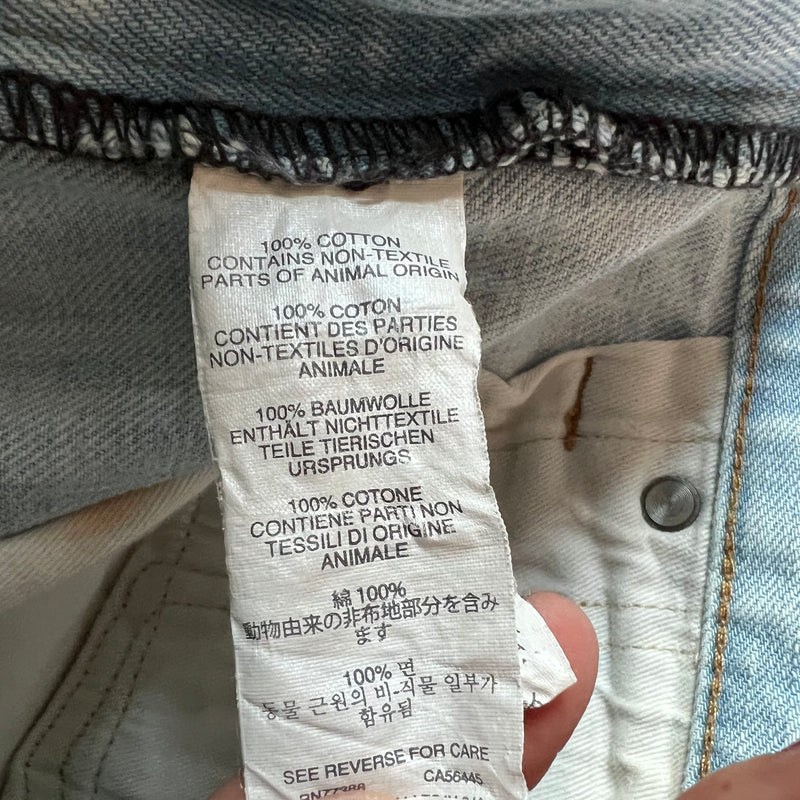 100% COTTON
CONTAINS NON-TEXTILE
PARTS OF ANIMAL ORIGIN
100% COTON
CONTIENT DES PARTIES
NON-TEXTILES D'ORIGINE
ANIMALE
100% BAUMWOLLE
ENTHÄLT NICHTTEXTILE
TEILE TIERISCHEN
URSPRUNGS
100% COTONE
CONTIENE PARTI NON
TESSILI DI ORIGINE
ANIMALE
綿 100%
動物由来の非布地部分を含み
ます
100% 면
동물 근원의 비-직물 일부가
함유됨
SEE REVERSE FOR CARE
CA56445